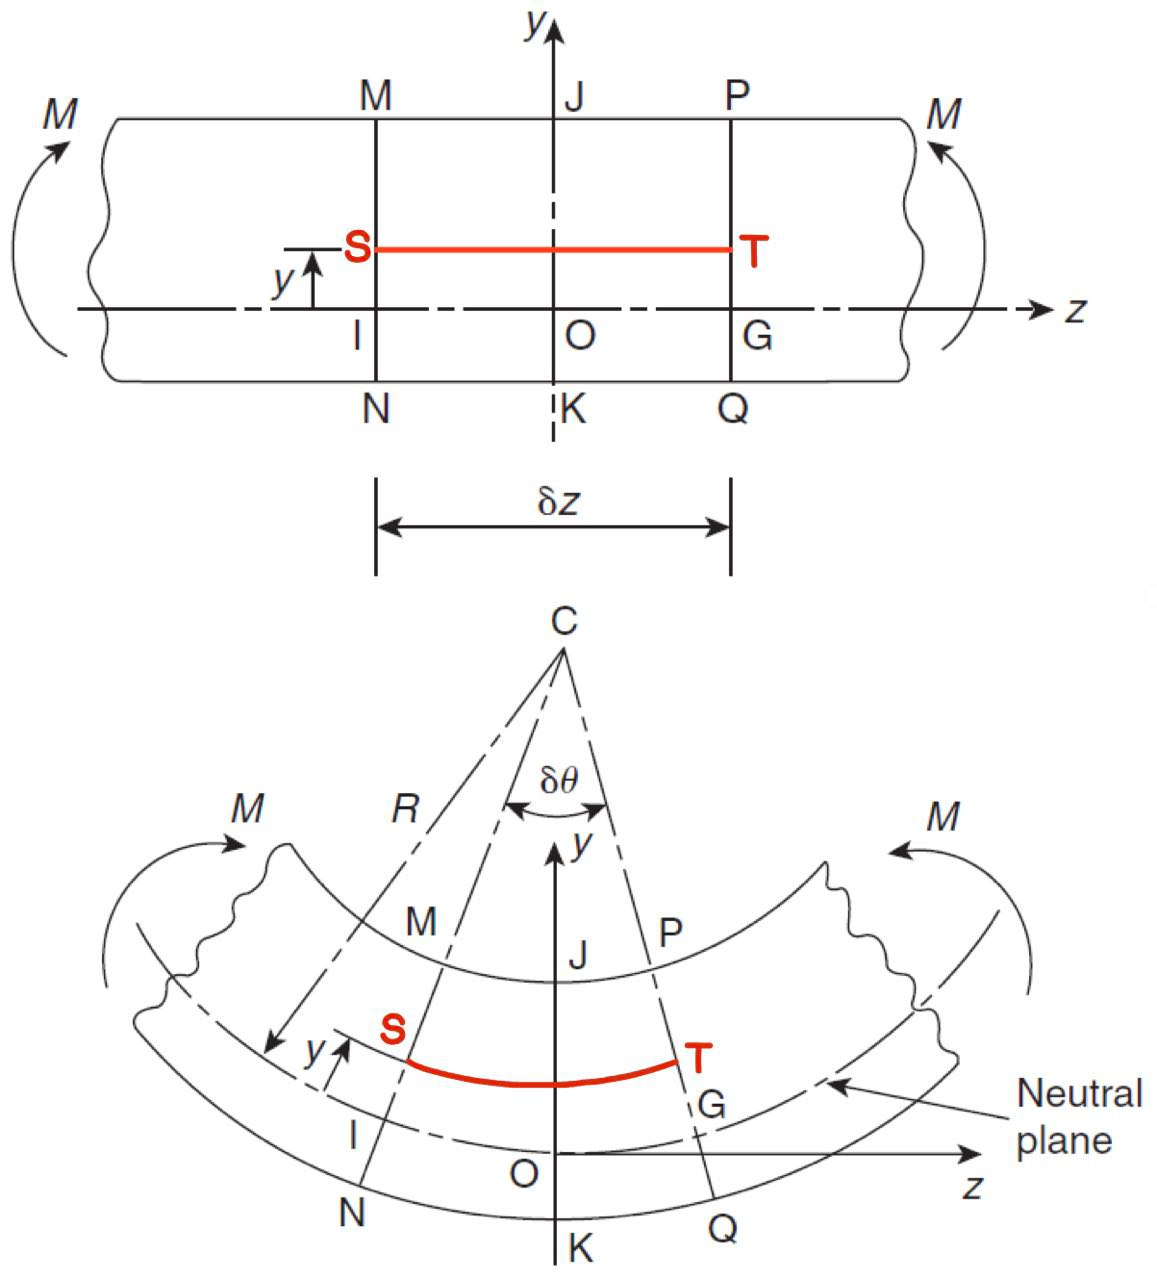 y
M J P
M M
S T
y
z
I O G
N K Q
δz
C
δθ
R
M y M
M J P
S T
y
G
I
Neutral
plane
O
z
N Q
K